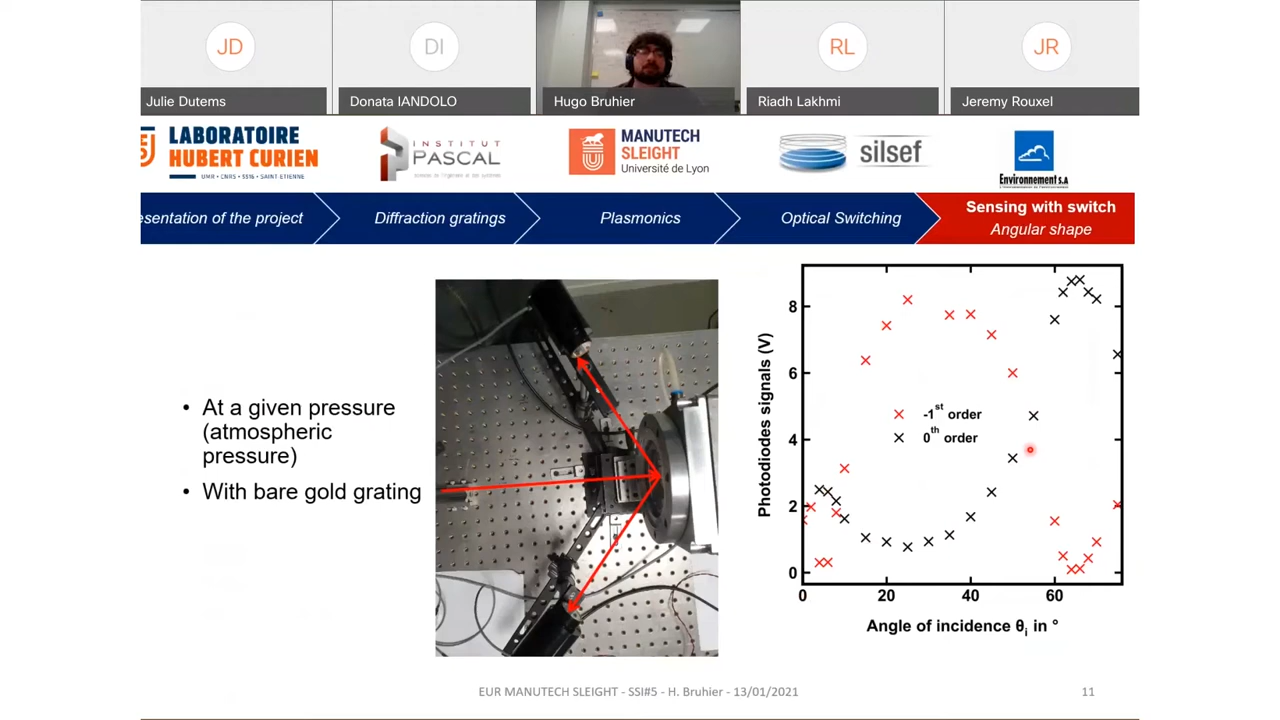 JD
DI
RL
JR
Julie Dutems
Donata IANDOLO
Hugo Bruhier
Riadh Lakhmi
Jeremy Rouxel
LABORATOIRE
HUBERT CURIEN
UMR • CNRS • 5516 • SAINT-ETIENNE
INSTITUT
PASCAL
MANUTECH
SLEIGHT
Université de Lyon
silsef
Environnement S.A
esentation of the project
Diffraction gratings
Plasmonics
Optical Switching
Sensing with switch
Angular shape
• At a given pressure
(atmospheric
pressure)
• With bare gold grating
Photodiodes signals (V)
8
6
4
2
0
-1st order
0th order
0
20
40
60
Angle of incidence θi in °
EUR MANUTECH SLEIGHT - SSI#5 - H. Bruhier - 13/01/2021
11